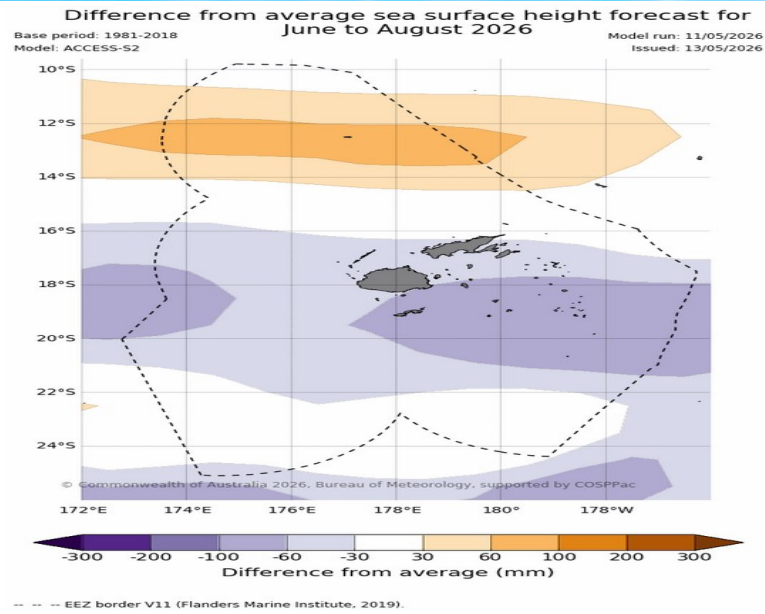 Difference from average sea surface height forecast for
June to August 2026
Base period: 1981-2018
Model: ACCESS-S2
Model run: 11/05/2026
Issued: 13/05/2026
10°S
12°S
14°S
16°S
18°S
20°S
22°S
24°S
© Commonwealth of Australia 2026, Bureau of Meteorology, supported by COSPPac
172°E 174°E 176°E 178°E 180° 178°W
-300 -200 -100 -60 -30 30 60 100 200 300
Difference from average (mm)
-- -- -- EEZ border V11 (Flanders Marine Institute, 2019).